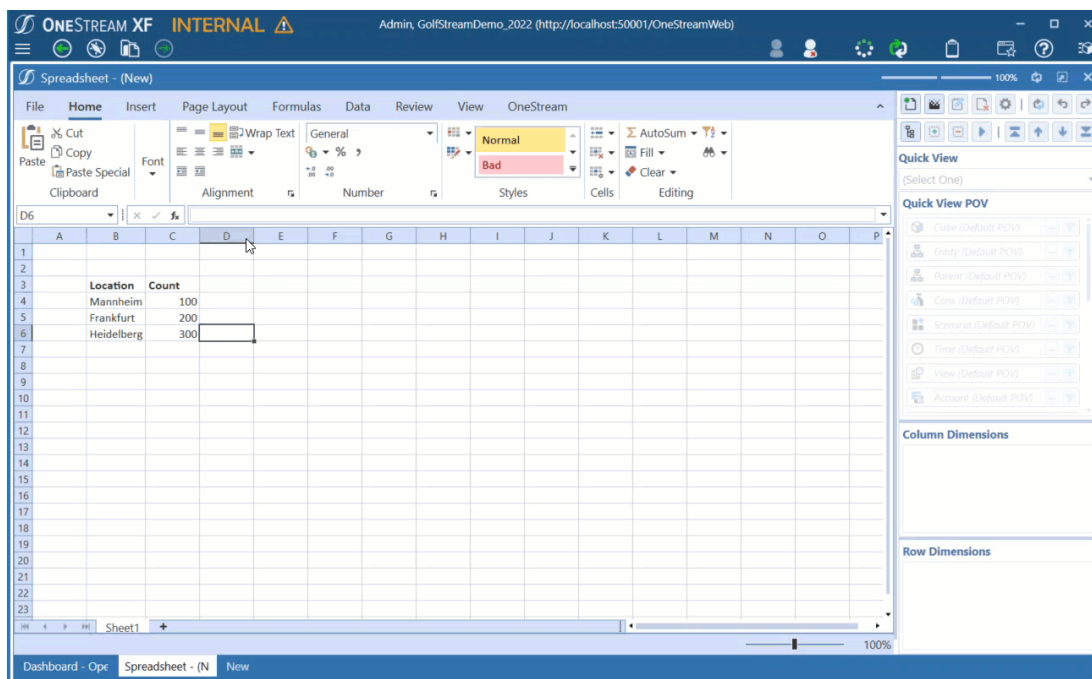 ONESTREAM XF INTERNAL Admin, GolfStreamDemo_2022 (http://localhost:50001/OneStreamWeb)
Spreadsheet - (New) 100%
File Home Insert Page Layout Formulas Data Review View OneStream
Cut
Copy
Paste Paste Special
Clipboard
Font
Wrap Text
Alignment
General
% ,
Number
Normal
Bad
Styles
Cells
AutoSum
Fill
Clear
Editing
D6 fx
A B C D E F G H I J K L M N O P
1
2
3 Location Count
4 Mannheim 100
5 Frankfurt 200
6 Heidelberg 300
7
8
9
10
11
12
13
14
15
16
17
18
19
20
21
22
23
Sheet1 +
100%
Quick View
(Select One)
Quick View POV
Cube (Default POV)
Entity (Default POV)
Parent (Default POV)
Cons (Default POV)
Scenario (Default POV)
Time (Default POV)
View (Default POV)
Account (Default POV)
Column Dimensions
Row Dimensions
Dashboard - Ope Spreadsheet - (N New